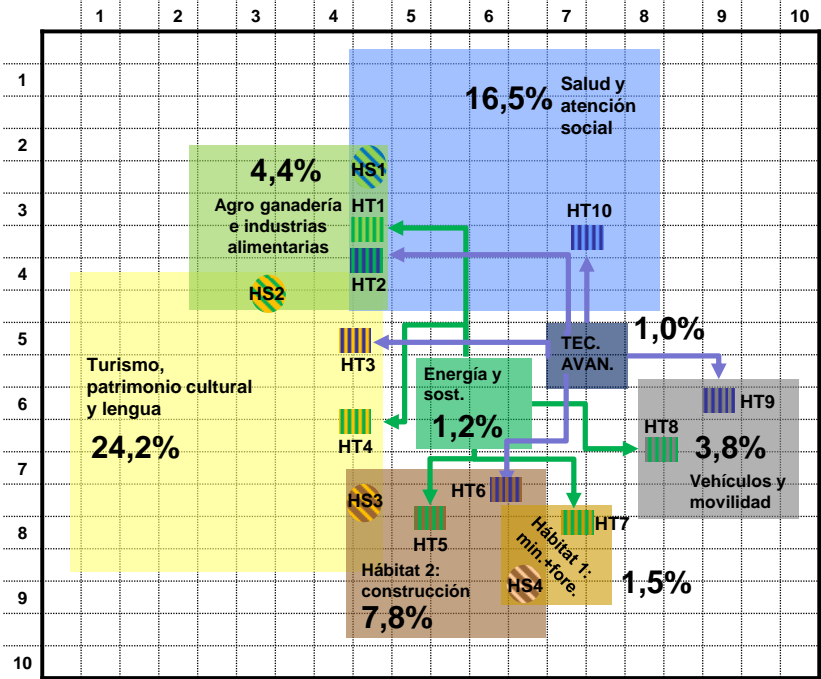 1 2 3 4 5 6 7 8 9 10
1
2
3
4
5
6
7
8
9
10
16,5%
Salud y
atención
social
4,4%
HS1
Agro ganadería
e industrias
alimentarias
HT1
HT2
HT10
HS2
HT3
TEC.
AVAN.
1,0%
Turismo,
patrimonio cultural
y lengua
24,2%
Energía y
sost.
1,2%
HT4
HT9
HT8
3,8%
Vehículos y
movilidad
HS3
HT6
HT5
HT7
Hábitat 1:
min.+fore.
1,5%
Hábitat 2:
construcción
7,8%
HS4